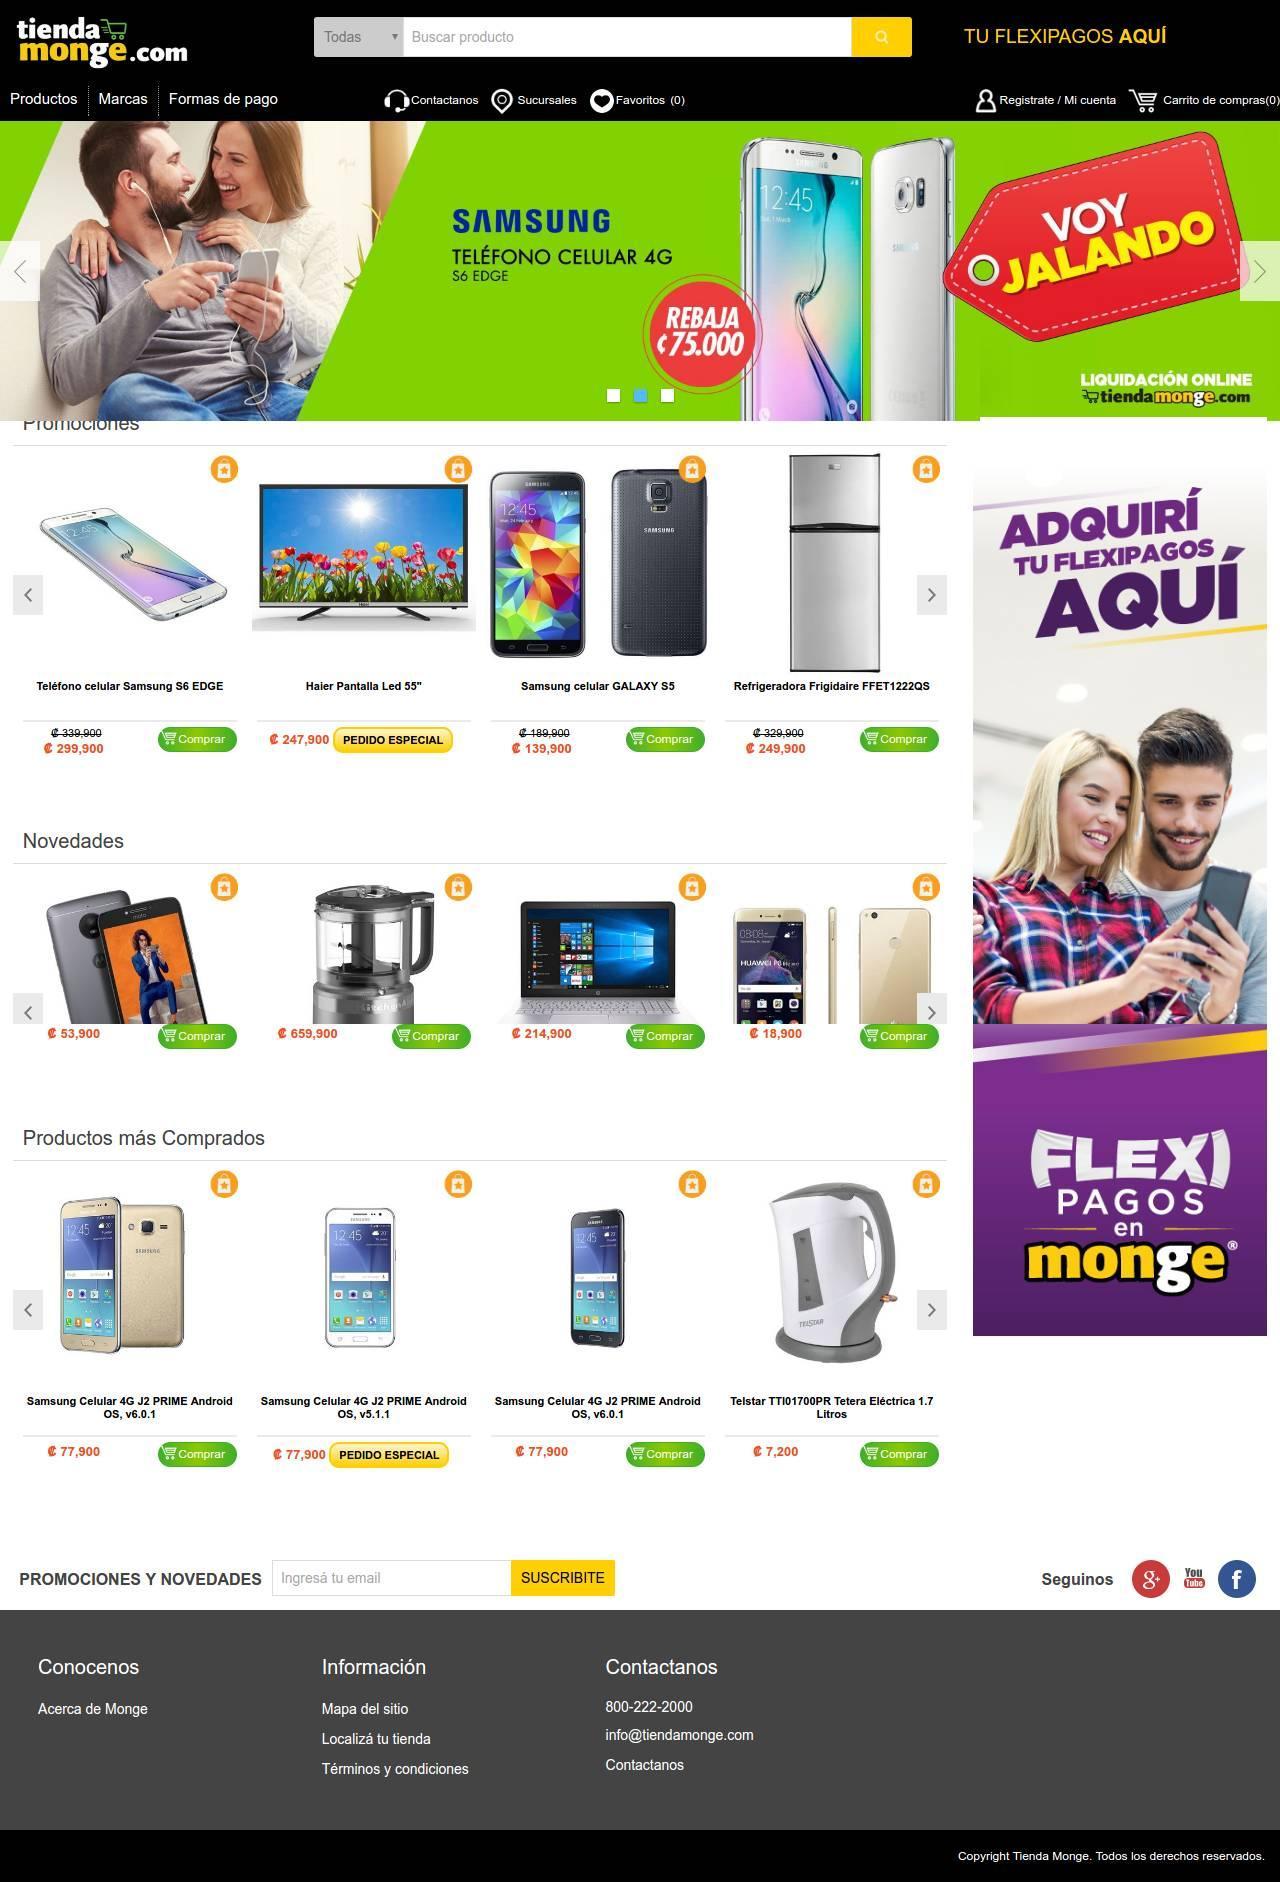 tienda
monge.com
Todas
Buscar producto
TU FLEXIPAGOS AQUÍ
Productos
Marcas
Formas de pago
Contactanos
Sucursales
Favoritos (0)
Registrate / Mi cuenta
Carrito de compras(0)
SAMSUNG
TELÉFONO CELULAR 4G
S6 EDGE
REBAJA
¢75.000
12:45
VOY
JALANDO
LIQUIDACIÓN ONLINE
tiendamonge.com
Promociones
Teléfono celular Samsung S6 EDGE
Haier Pantalla Led 55"
Samsung celular GALAXY S5
Refrigeradora Frigidaire FFET1222QS
₡ 339,900
₡ 299,900
Comprar
₡ 247,900
PEDIDO ESPECIAL
₡ 189,900
₡ 139,900
Comprar
₡ 329,900
₡ 249,900
Comprar
ADQUIRÍ
TU FLEXIPAGOS
AQUÍ
Novedades
₡ 53,900
Comprar
₡ 659,900
Comprar
₡ 214,900
Comprar
₡ 18,900
Comprar
FLEXI
PAGOS
en
monge®
Productos más Comprados
Samsung Celular 4G J2 PRIME Android
OS, v6.0.1
Samsung Celular 4G J2 PRIME Android
OS, v5.1.1
Samsung Celular 4G J2 PRIME Android
OS, v6.0.1
Telstar TTI01700PR Tetera Eléctrica 1.7
Litros
₡ 77,900
Comprar
₡ 77,900
PEDIDO ESPECIAL
₡ 77,900
Comprar
₡ 7,200
Comprar
PROMOCIONES Y NOVEDADES
Ingresá tu email
SUSCRIBITE
Seguinos
g+
You
Tube
f
Conocenos
Acerca de Monge
Información
Mapa del sitio
Localizá tu tienda
Términos y condiciones
Contactanos
800-222-2000
info@tiendamonge.com
Contactanos
Copyright Tienda Monge. Todos los derechos reservados.